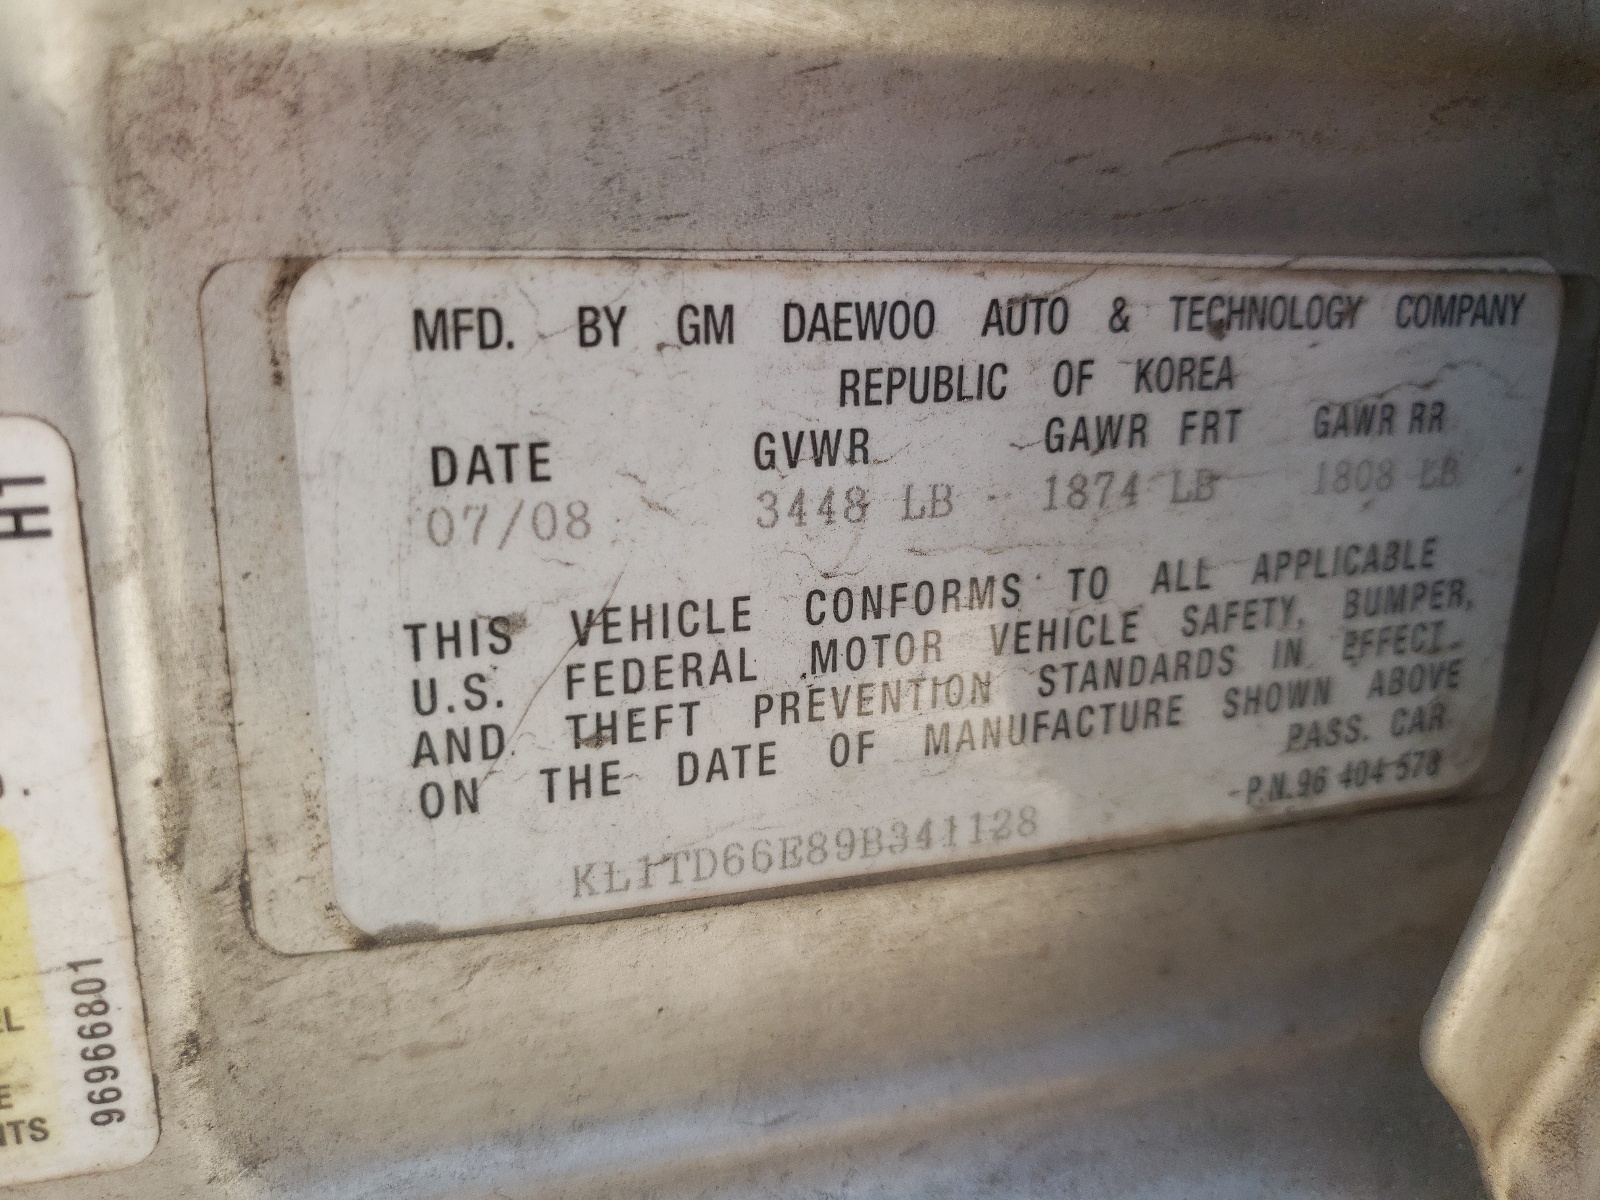 MFD. BY GM DAEWOO AUTO & TECHNOLOGY COMPANY
REPUBLIC OF KOREA
DATE GVWR GAWR FRT GAWR RR
07/08 3448 LB 1874 LB 1808 LB
THIS VEHICLE CONFORMS TO ALL APPLICABLE
U.S. FEDERAL MOTOR VEHICLE SAFETY, BUMPER,
AND THEFT PREVENTION STANDARDS IN EFFECT
ON THE DATE OF MANUFACTURE SHOWN ABOVE
PASS. CAR
P.N.96 404 578
KL1TD66E89B341128
H1
96966801